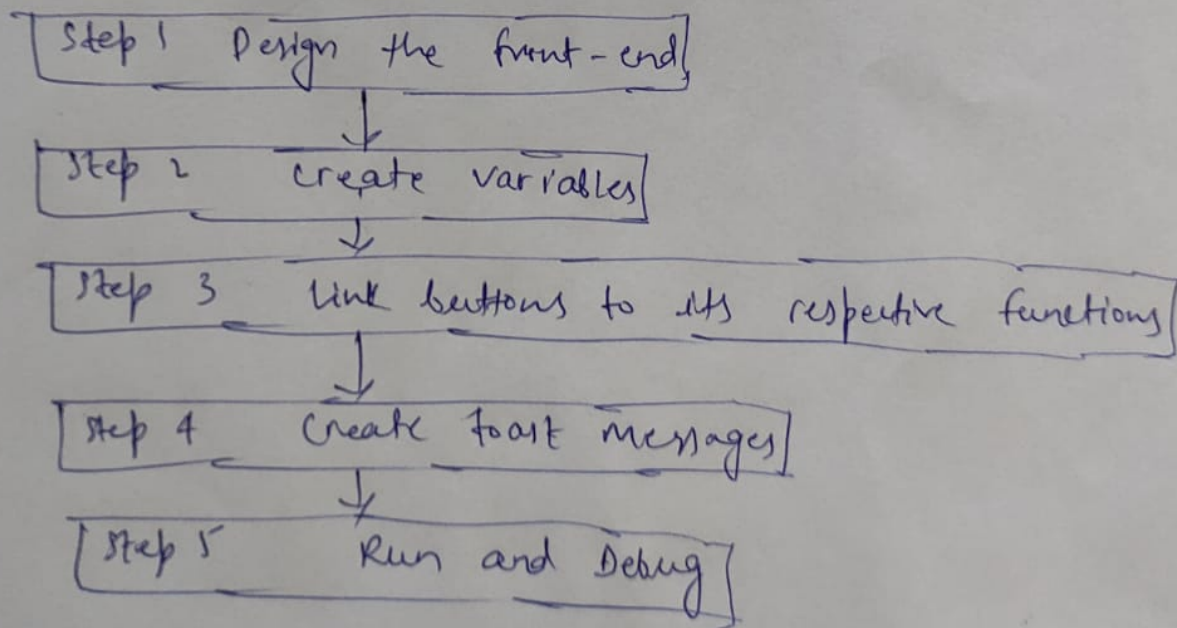 Step 1 Design the front-end
Step 2 create variables
Step 3 Link buttons to its respective functions
Step 4 Create toast messages
Step 5 Run and Debug